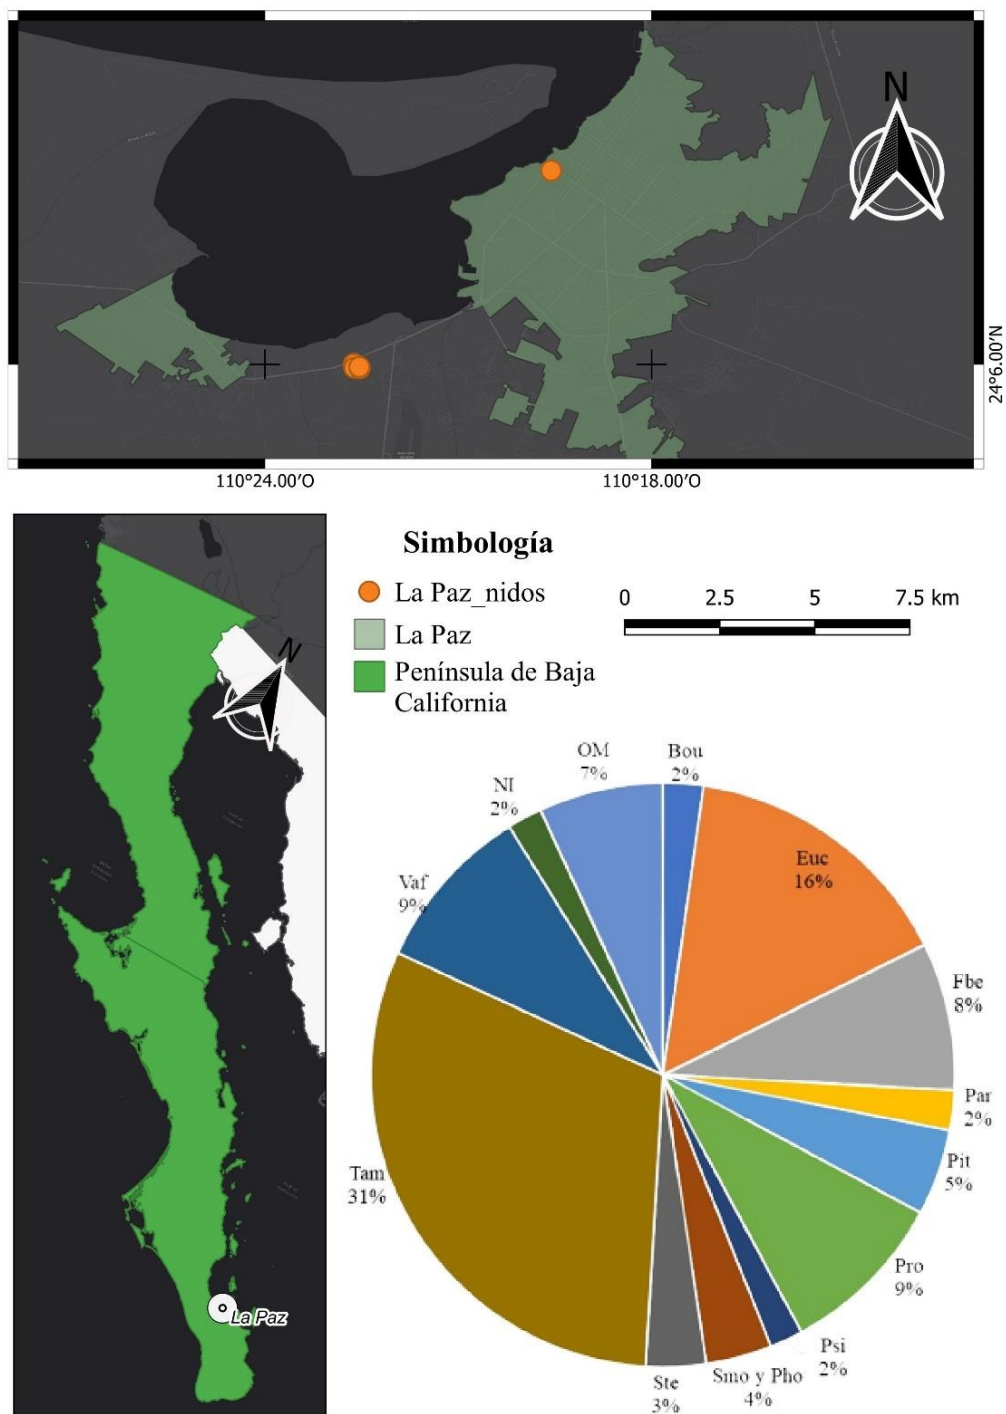 N
24°6.00′N
110°24.00′O
110°18.00′O
Simbología
La Paz_nidos
La Paz
Península de Baja
California
0 2.5 5 7.5 km
N
La Paz
OM
7%
Bou
2%
NI
2%
Euc
16%
Vaf
9%
Fbe
8%
Par
2%
Pit
5%
Tam
31%
Pro
9%
Psi
2%
Smo y Pho
4%
Ste
3%